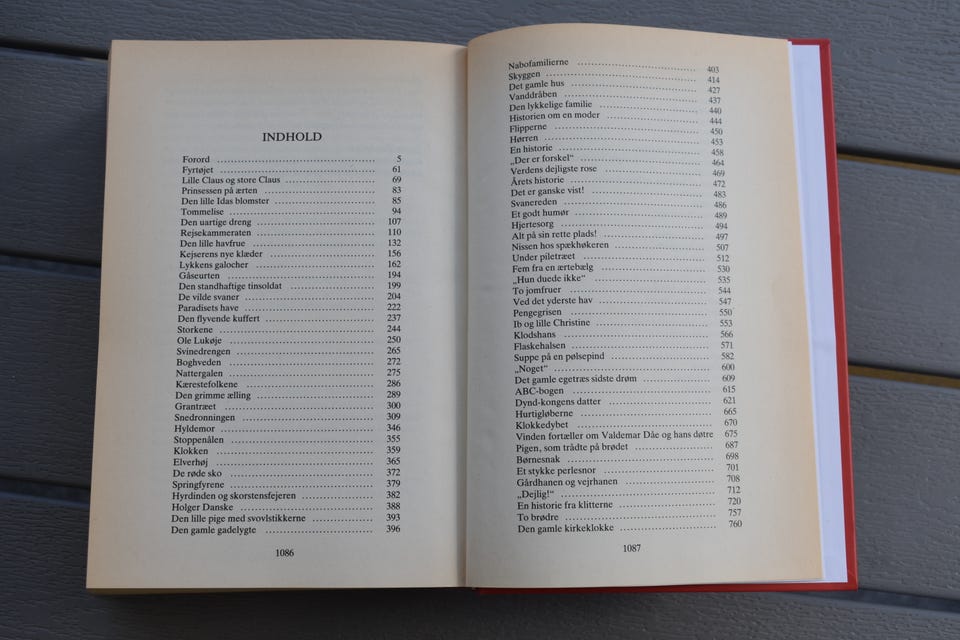 INDHOLD
Forord 5
Fyrtøjet 61
Lille Claus og store Claus 69
Prinsessen på ærten 83
Den lille Idas blomster 85
Tommelise 94
Den uartige dreng 107
Rejsekammeraten 110
Den lille havfrue 132
Kejserens nye klæder 156
Lykkens galocher 162
Gåseurten 194
Den standhaftige tinsoldat 199
De vilde svaner 204
Paradisets have 222
Den flyvende kuffert 237
Storkene 244
Ole Lukøje 250
Svinedrengen 265
Boghveden 272
Nattergalen 275
Kærestefolkene 286
Den grimme ælling 289
Grantræet 300
Snedronningen 309
Hyldemor 346
Stoppenålen 355
Klokken 359
Elverhøj 365
De røde sko 372
Springfyrene 379
Hyrdinden og skorstensfejeren 382
Holger Danske 388
Den lille pige med svovlstikkerne 393
Den gamle gadelygte 396
1086
Nabofamilierne 403
Skyggen 414
Det gamle hus 427
Vanddråben 437
Den lykkelige familie 440
Historien om en moder 444
Flipperne 450
Hørren 453
En historie 458
„Der er forskel“ 464
Verdens dejligste rose 469
Årets historie 472
Det er ganske vist! 483
Svanereden 486
Et godt humør 489
Hjertesorg 494
Alt på sin rette plads! 497
Nissen hos spækhøkeren 507
Under piletræet 512
Fem fra en ærtebælg 530
„Hun duede ikke“ 535
To jomfruer 544
Ved det yderste hav 547
Pengegrisen 550
Ib og lille Christine 553
Klodshans 566
Flaskehalsen 571
Suppe på en pølsepind 582
„Noget“ 600
Det gamle egetræs sidste drøm 609
ABC-bogen 615
Dynd-kongens datter 621
Hurtigløberne 665
Klokkedybet 670
Vinden fortæller om Valdemar Dåe og hans døtre 675
Pigen, som trådte på brødet 687
Børnesnak 698
Et stykke perlesnor 701
Gårdhanen og vejrhanen 708
„Dejlig!“ 712
En historie fra klitterne 720
To brødre 757
Den gamle kirkeklokke 760
1087